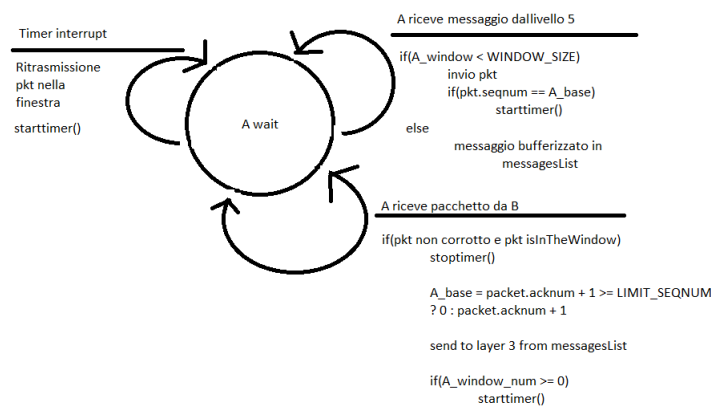 A riceve messaggio dallivello 5
Timer interrupt
if(A_window < WINDOW_SIZE)
invio pkt
if(pkt.seqnum == A_base)
starttimer()
else
messaggio bufferizzato in
messagesList
Ritrasmissione
pkt nella
finestra
starttimer()
A wait
A riceve pacchetto da B
if(pkt non corrotto e pkt isInTheWindow)
stoptimer()
A_base = packet.acknum + 1 >= LIMIT_SEQNUM
? 0 : packet.acknum + 1
send to layer 3 from messagesList
if(A_window_num >= 0)
starttimer()